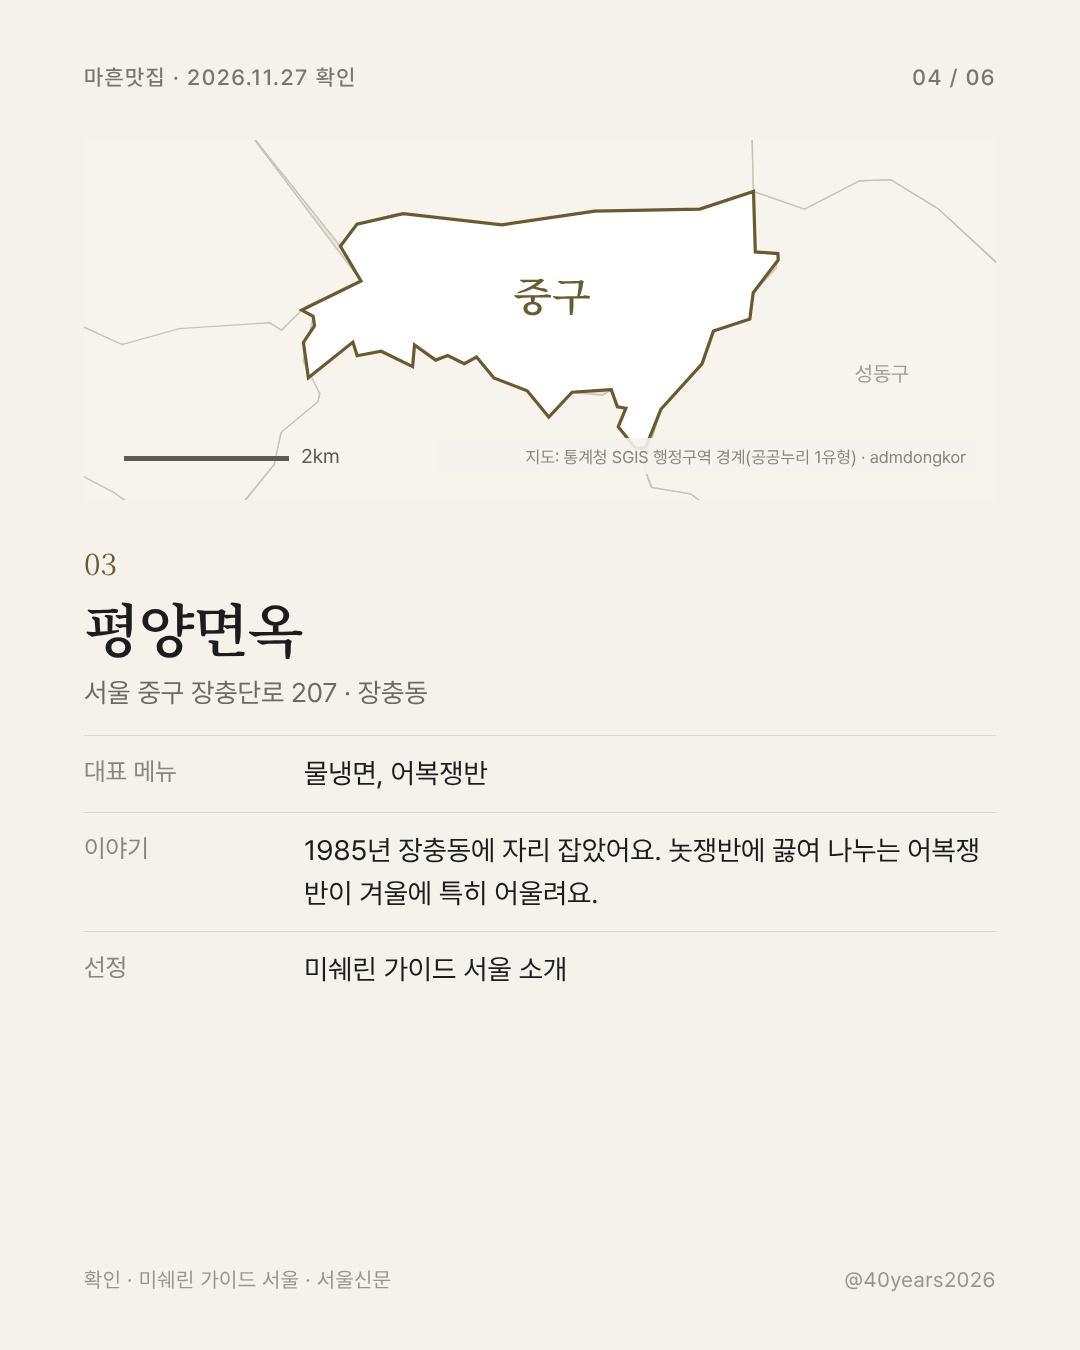 마흔맛집 · 2026.11.27 확인
04 / 06
중구
성동구
2km
지도: 통계청 SGIS 행정구역 경계(공공누리 1유형) · admdongkor
03
평양면옥
서울 중구 장충단로 207 · 장충동
대표 메뉴
물냉면, 어복쟁반
이야기
1985년 장충동에 자리 잡았어요. 놋쟁반에 끓여 나누는 어복쟁
반이 겨울에 특히 어울려요.
선정
미쉐린 가이드 서울 소개
확인 · 미쉐린 가이드 서울 · 서울신문
@40years2026